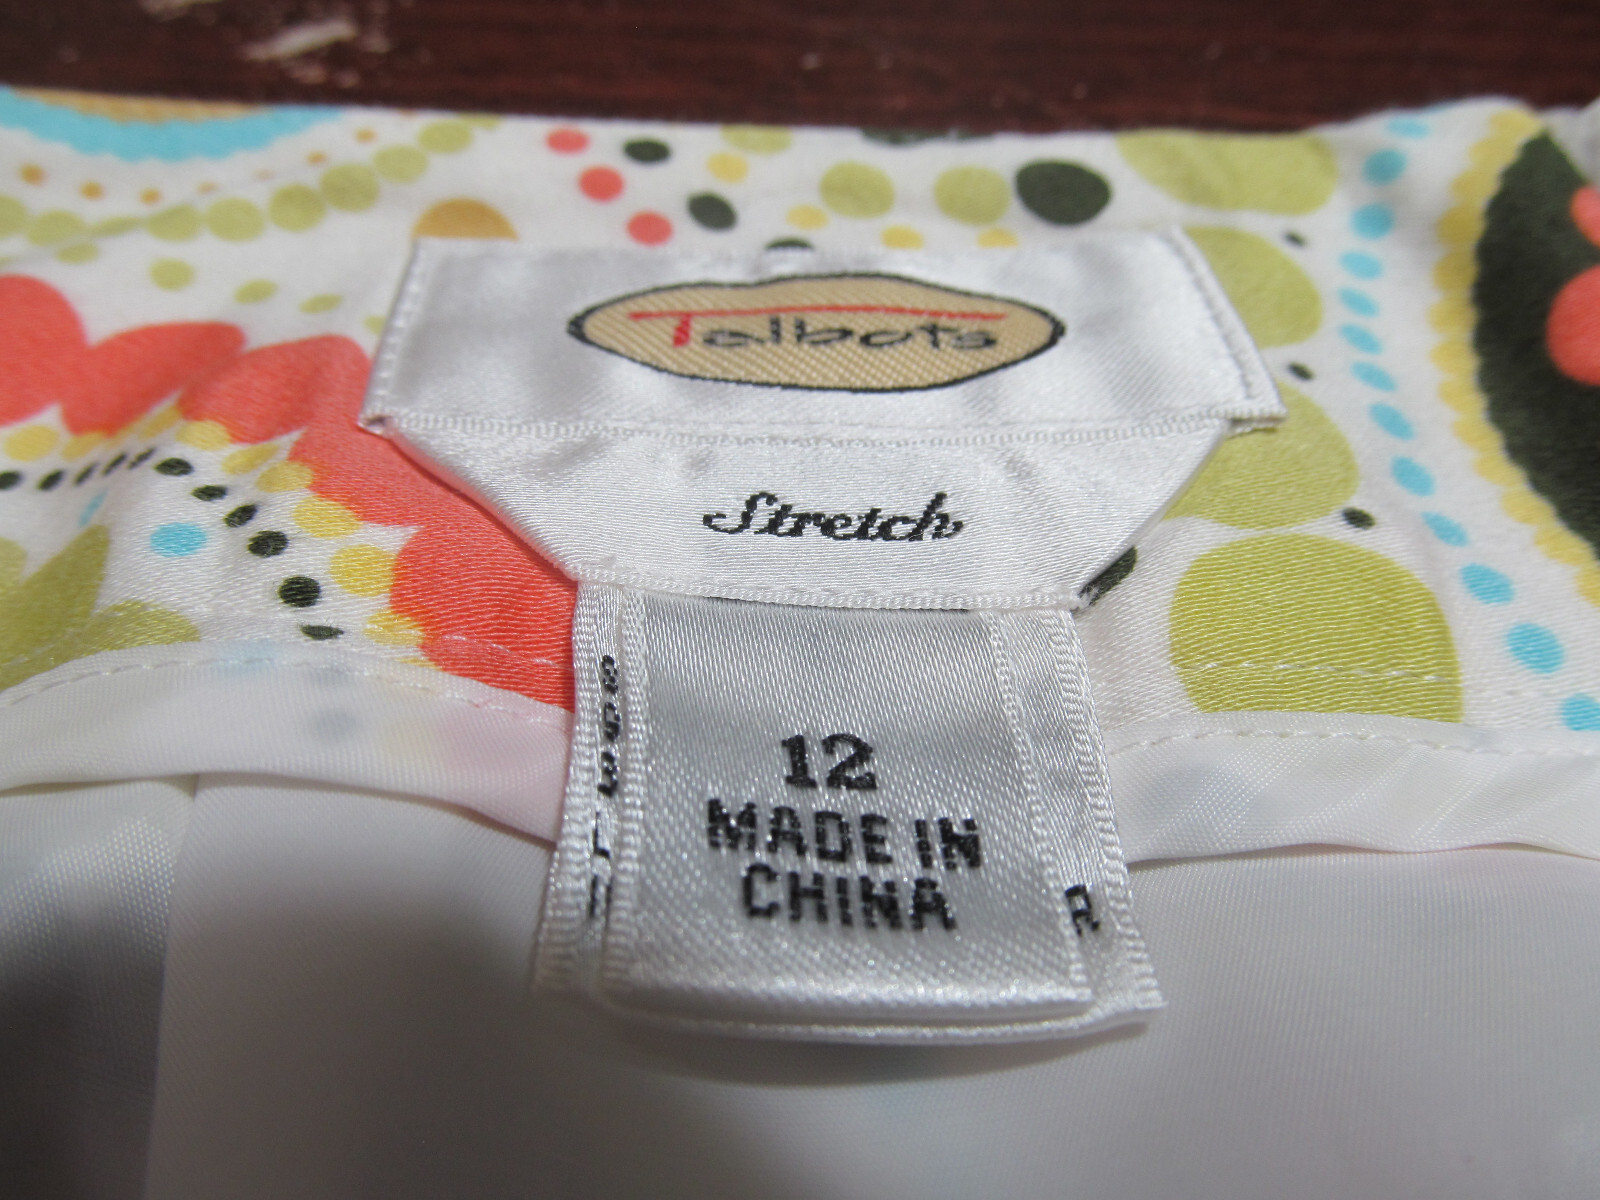 Talbots
Stretch
12
MADE IN
CHINA